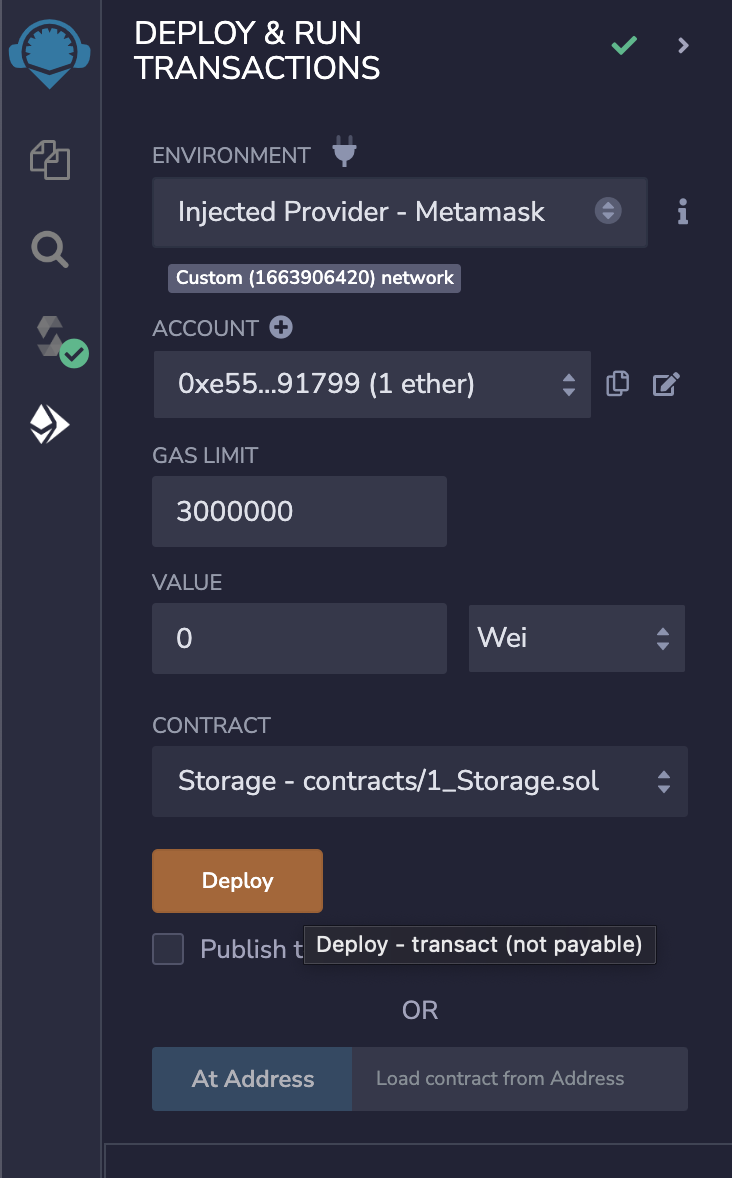 DEPLOY & RUN
TRANSACTIONS
ENVIRONMENT
Injected Provider - Metamask
Custom (1663906420) network
ACCOUNT
0xe55...91799 (1 ether)
GAS LIMIT
3000000
VALUE
0 Wei
CONTRACT
Storage - contracts/1_Storage.sol
Deploy
Publish t
Deploy - transact (not payable)
OR
At Address Load contract from Address